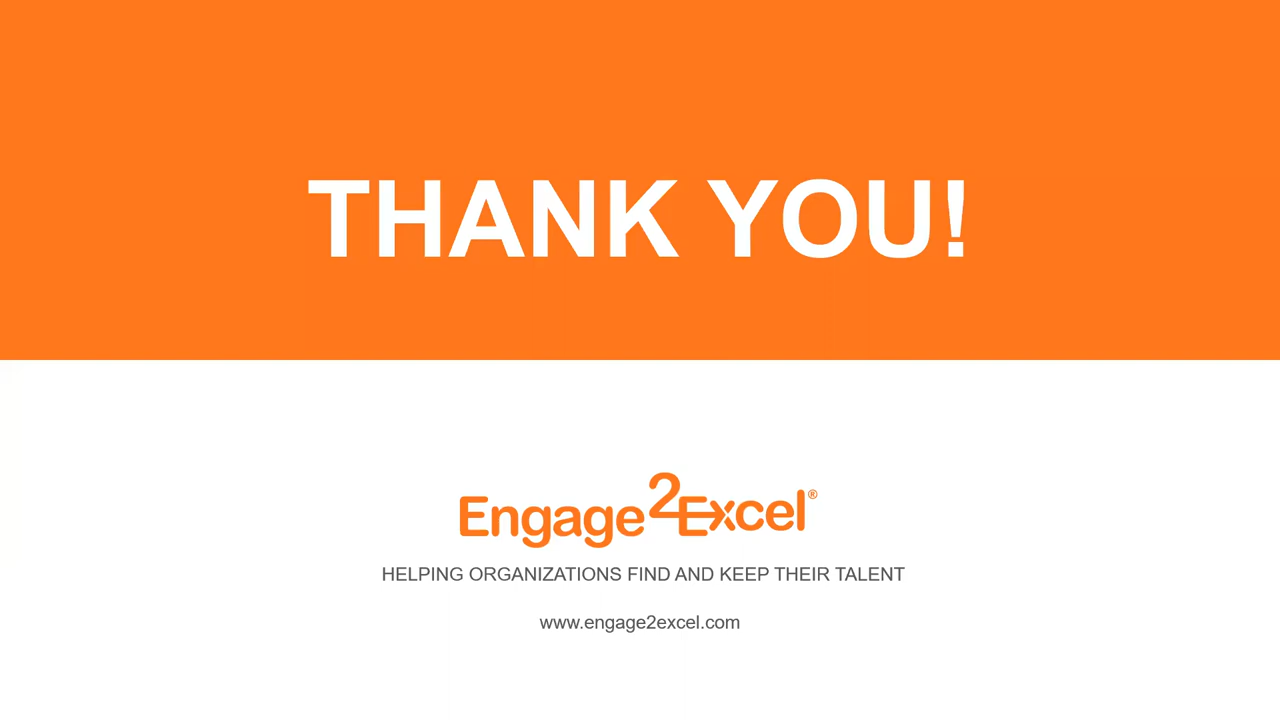 THANK YOU!
Engage2Excel®
HELPING ORGANIZATIONS FIND AND KEEP THEIR TALENT
www.engage2excel.com